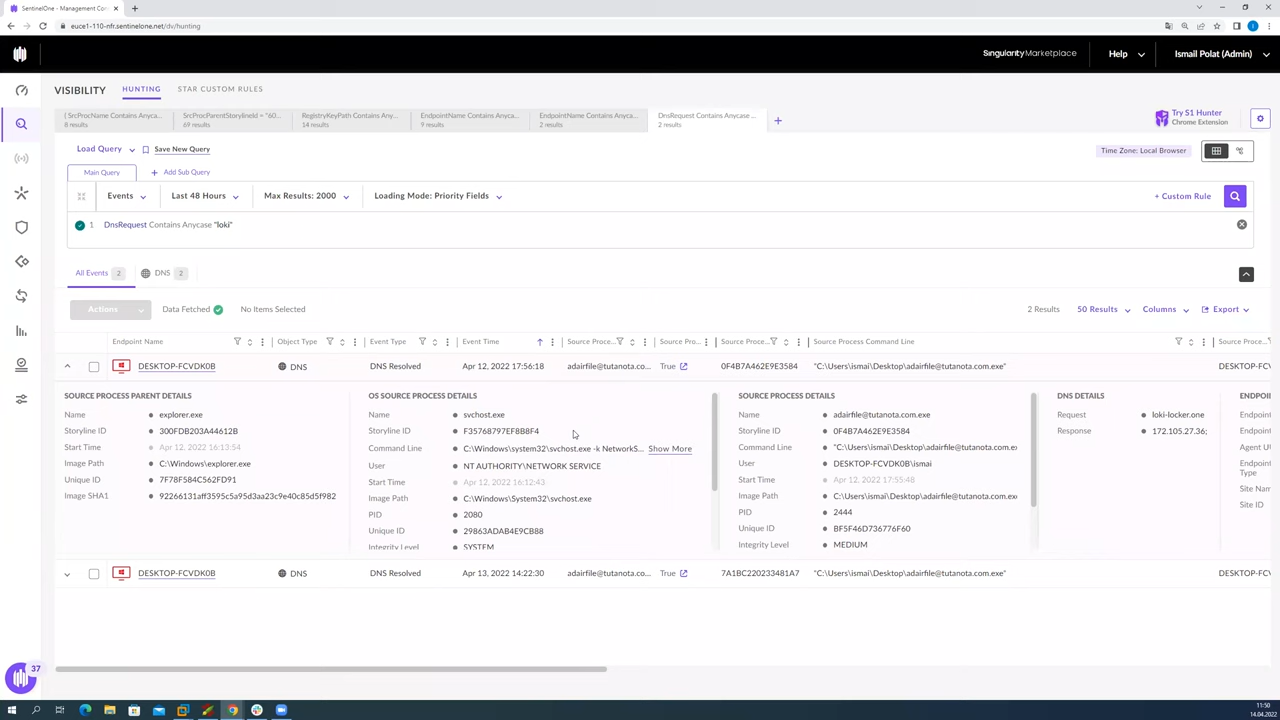 SentinelOne - Management Con
euce1-110-nfr.sentinelone.net/dv/hunting
Singularity Marketplace
Help
Ismail Polat (Admin)
VISIBILITY
HUNTING
STAR CUSTOM RULES
( SrcProcName Contains Anyca...
8 results
SrcProcParentStorylineId = "60...
69 results
RegistryKeyPath Contains Any...
14 results
EndpointName Contains Anyca...
9 results
EndpointName Contains Anyca...
2 results
DnsRequest Contains Anycase ...
2 results
Try S1 Hunter
Chrome Extension
Load Query
Save New Query
Time Zone: Local Browser
Main Query
Add Sub Query
Events
Last 48 Hours
Max Results: 2000
Loading Mode: Priority Fields
+ Custom Rule
1 DnsRequest Contains Anycase "loki"
All Events 2
DNS 2
Actions
Data Fetched
No Items Selected
2 Results
50 Results
Columns
Export
Endpoint Name
Object Type
Event Type
Event Time
Source Proce...
Source Pro...
Source Proces...
Source Process Command Line
Source Proces
DESKTOP-FCVDK0B
DNS
DNS Resolved
Apr 12, 2022 17:56:18
adairfile@tutanota.co...
True
0F4B7A462E9E3584
"C:\Users\ismai\Desktop\adairfile@tutanota.com.exe"
DESKTOP-FCV
SOURCE PROCESS PARENT DETAILS
Name explorer.exe
Storyline ID 300FDB203A44612B
Start Time Apr 12, 2022 16:13:54
Image Path C:\Windows\explorer.exe
Unique ID 7F78F584C562FD91
Image SHA1 92266131aff3595c5a95d3aa23c9e40c85d5f982
OS SOURCE PROCESS DETAILS
Name svchost.exe
Storyline ID F35768797EF8B8F4
Command Line C:\Windows\system32\svchost.exe -k NetworkS... Show More
User NT AUTHORITY\NETWORK SERVICE
Start Time Apr 12, 2022 16:12:43
Image Path C:\Windows\System32\svchost.exe
PID 2080
Unique ID 29863ADAB4E9CB88
Integrity Level SYSTEM
SOURCE PROCESS DETAILS
Name adairfile@tutanota.com.exe
Storyline ID 0F4B7A462E9E3584
Command Line "C:\Users\ismai\Desktop\adairfile@tutanota.com.exe
User DESKTOP-FCVDK0B\ismai
Start Time Apr 12, 2022 17:55:48
Image Path C:\Users\ismai\Desktop\adairfile@tutanota.com.exe
PID 2444
Unique ID BF5F46D736776F60
Integrity Level MEDIUM
DNS DETAILS
Request loki-locker.one
Response 172.105.27.36;
ENDPOI
Endpoin
Agent U
Endpoint
Type
Site Nam
Site ID
DESKTOP-FCVDK0B
DNS
DNS Resolved
Apr 13, 2022 14:22:30
adairfile@tutanota.co...
True
7A1BC220233481A7
"C:\Users\ismai\Desktop\adairfile@tutanota.com.exe"
DESKTOP-FCV
37
11:50
14.04.2022